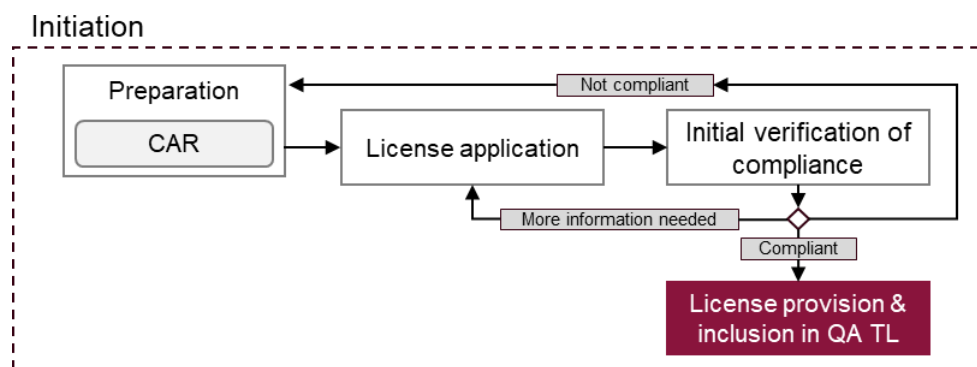 Initiation
Preparation
CAR
Not compliant
License application
Initial verification of
compliance
More information needed
Compliant
License provision &
inclusion in QA TL